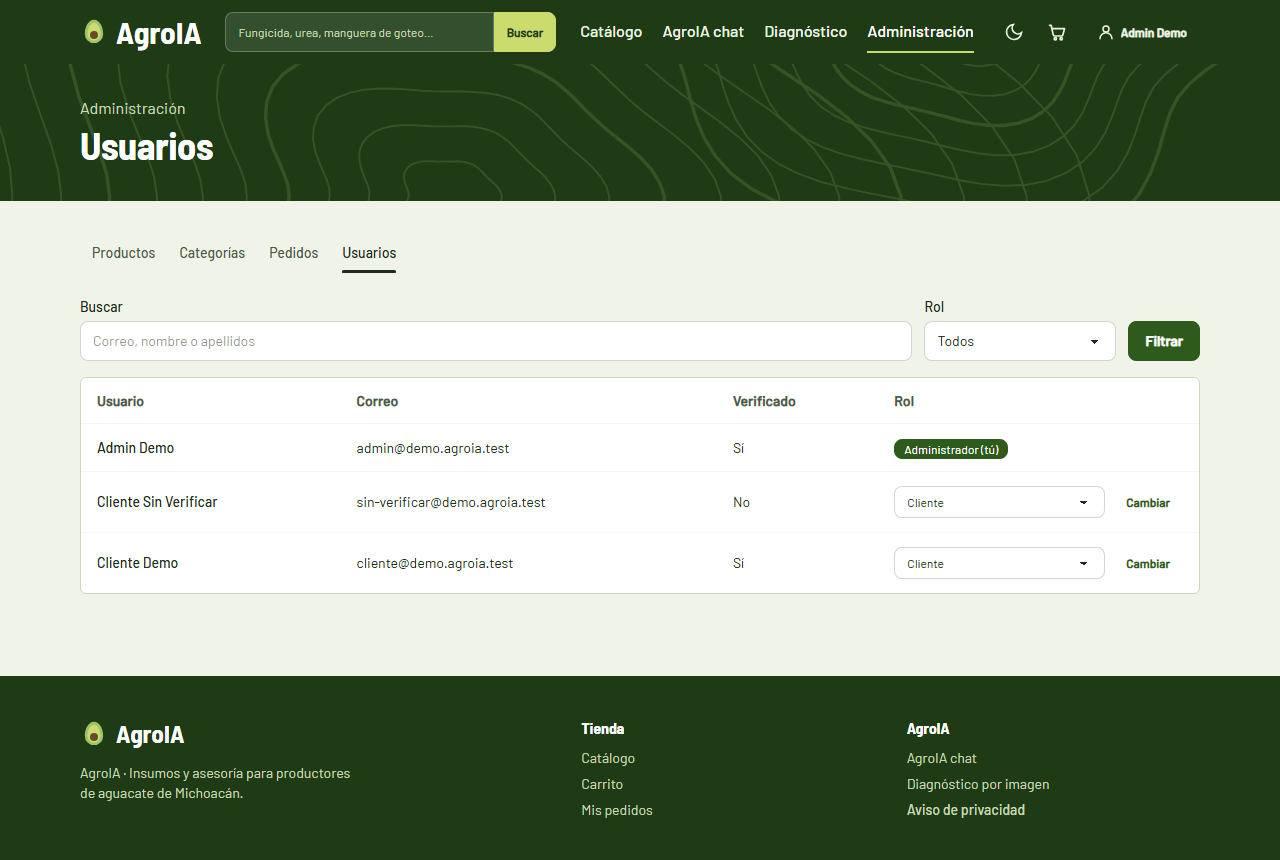 AgroIA
Fungicida, urea, manguera de goteo...
Buscar
Catálogo
AgroIA chat
Diagnóstico
Administración
Admin Demo
Administración
Usuarios
Productos
Categorías
Pedidos
Usuarios
Buscar
Rol
Correo, nombre o apellidos
Todos
Filtrar
Usuario Correo Verificado Rol
Admin Demo admin@demo.agroia.test Sí Administrador (tú)
Cliente Sin Verificar sin-verificar@demo.agroia.test No Cliente Cambiar
Cliente Demo cliente@demo.agroia.test Sí Cliente Cambiar
AgroIA
AgroIA · Insumos y asesoría para productores
de aguacate de Michoacán.
Tienda
Catálogo
Carrito
Mis pedidos
AgroIA
AgroIA chat
Diagnóstico por imagen
Aviso de privacidad